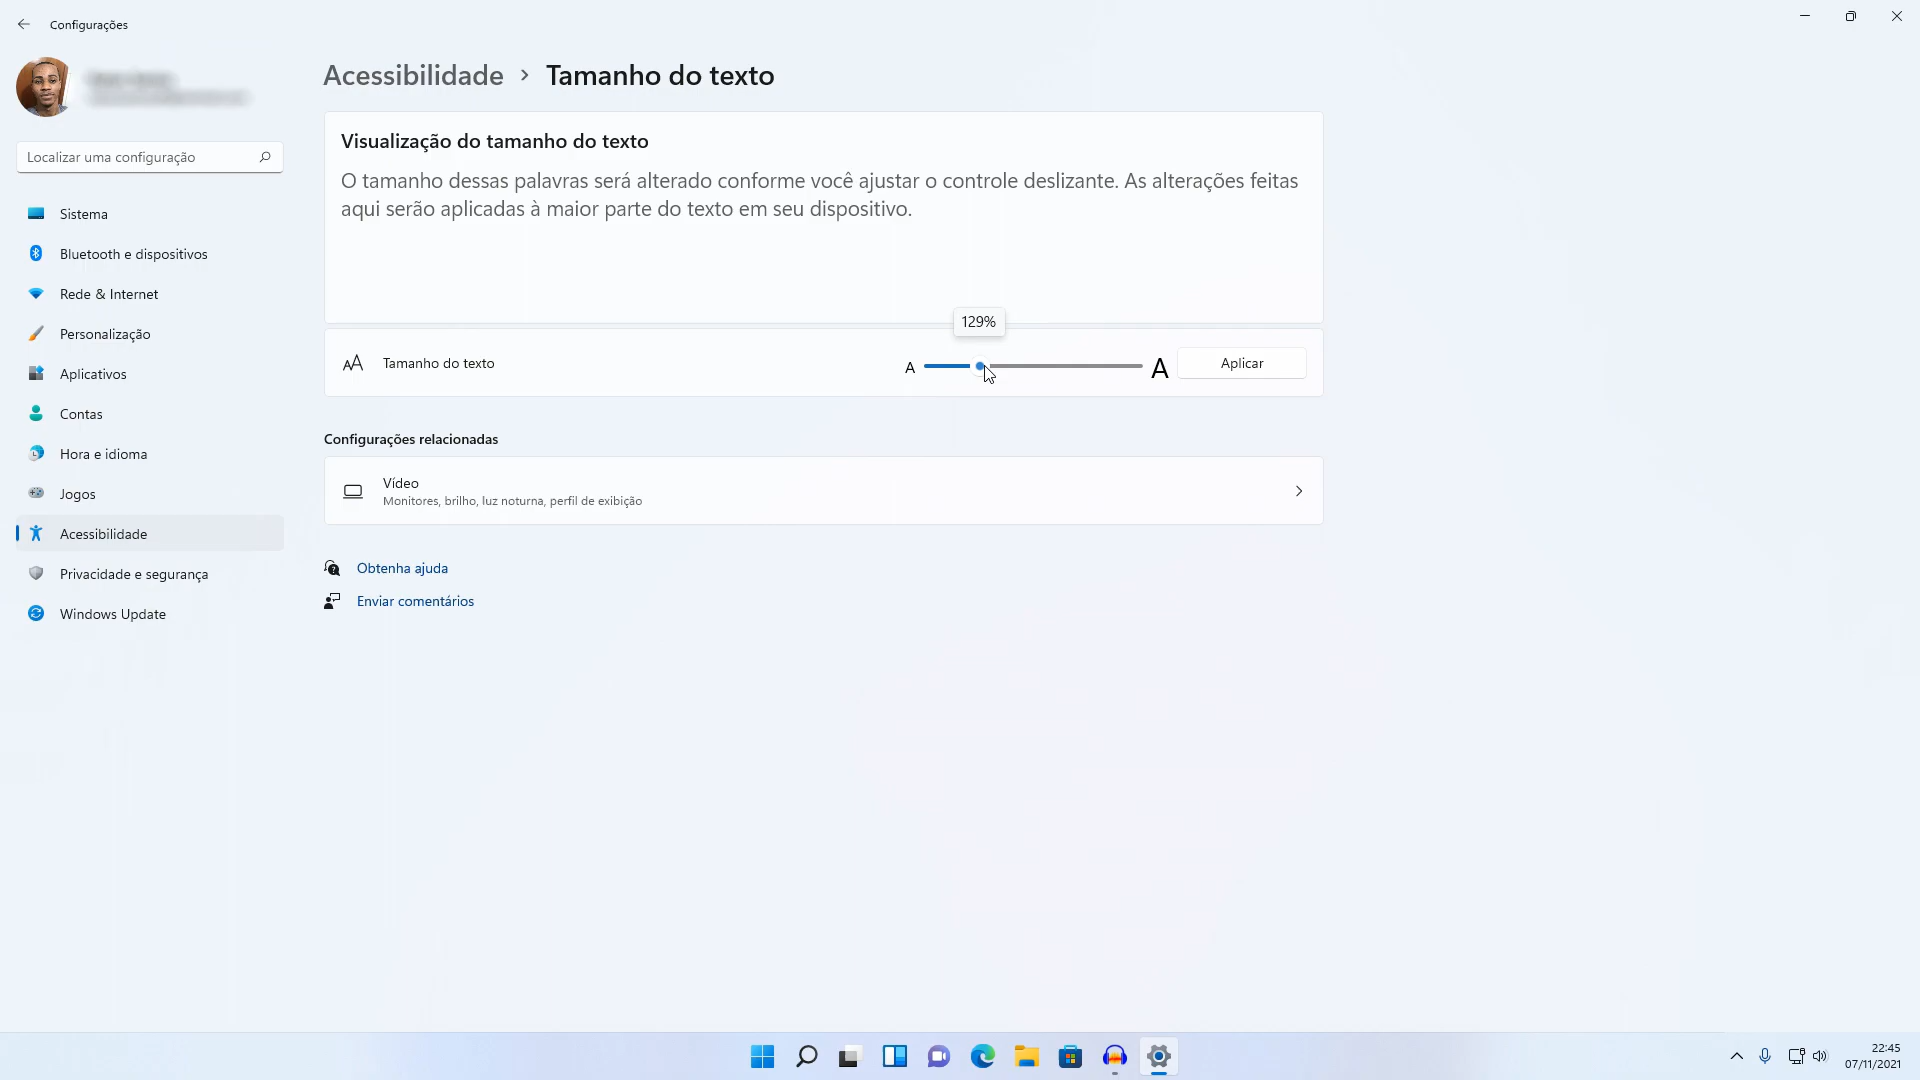 Configurações
Localizar uma configuração
Sistema
Bluetooth e dispositivos
Rede & Internet
Personalização
Aplicativos
Contas
Hora e idioma
Jogos
Acessibilidade
Privacidade e segurança
Windows Update
Acessibilidade › Tamanho do texto
Visualização do tamanho do texto
O tamanho dessas palavras será alterado conforme você ajustar o controle deslizante. As alterações feitas
aqui serão aplicadas à maior parte do texto em seu dispositivo.
129%
Tamanho do texto A A Aplicar
Configurações relacionadas
Vídeo
Monitores, brilho, luz noturna, perfil de exibição
Obtenha ajuda
Enviar comentários
22:45
07/11/2021